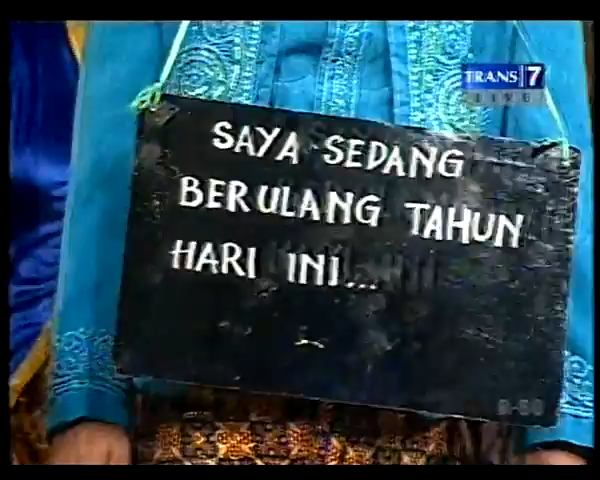 TRANS 7
LIVE
SAYA SEDANG
BERULANG TAHUN
HARI INI...